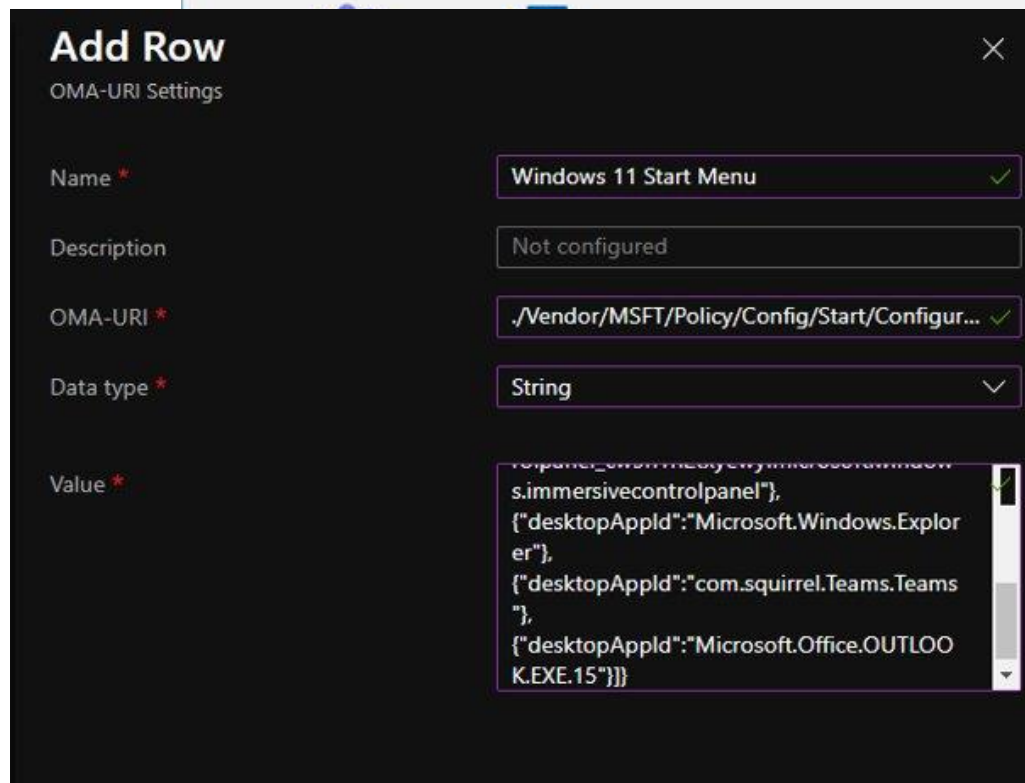 Add Row
OMA-URI Settings
Name *
Windows 11 Start Menu
Description
Not configured
OMA-URI *
./Vendor/MSFT/Policy/Config/Start/Configur...
Data type *
String
Value *
s.immersivecontrolpanel"},
{"desktopAppId":"Microsoft.Windows.Explor
er"},
{"desktopAppId":"com.squirrel.Teams.Teams
"},
{"desktopAppId":"Microsoft.Office.OUTLOO
K.EXE.15"}]}